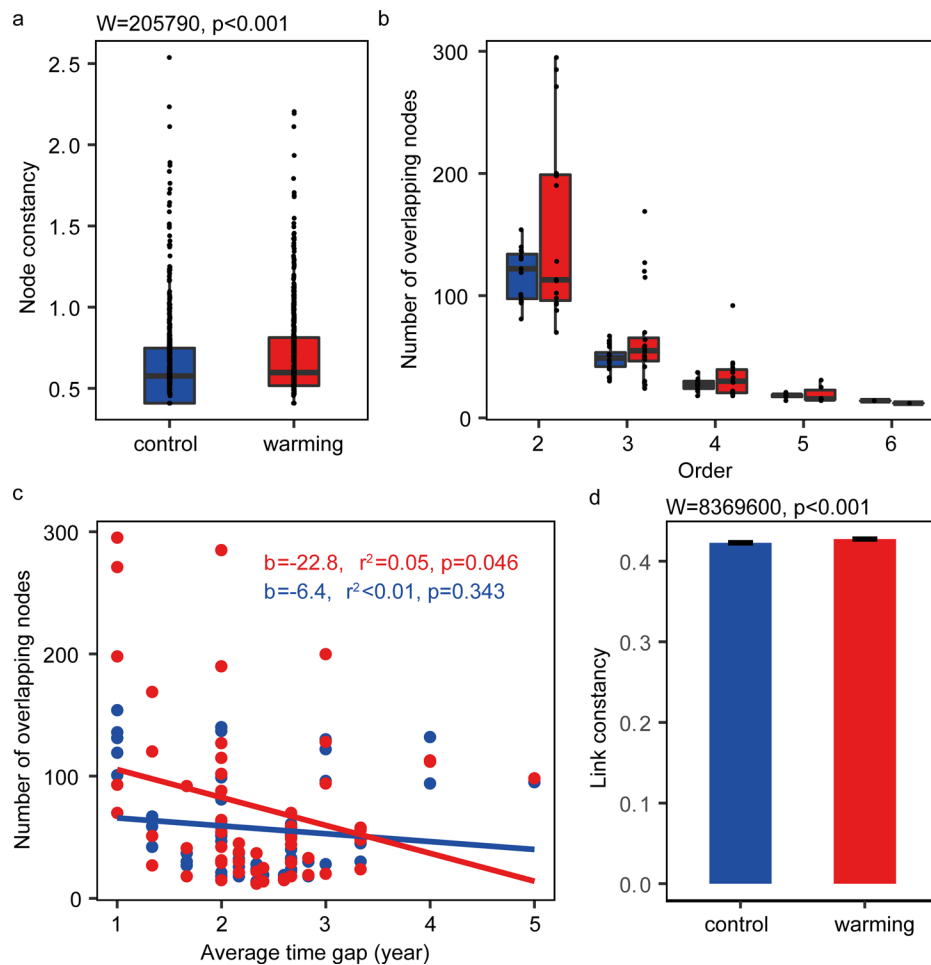 a
W=205790, p<0.001
Node constancy
2.5
2.0
1.5
1.0
0.5
control
warming
b
Number of overlapping nodes
300
200
100
0
2
3
4
5
6
Order
c
Number of overlapping nodes
300
200
100
0
b=-22.8, r²=0.05, p=0.046
b=-6.4, r²<0.01, p=0.343
1
2
3
4
5
Average time gap (year)
d
W=8369600, p<0.001
Link constancy
0.4
0.3
0.2
0.1
0.0
control
warming